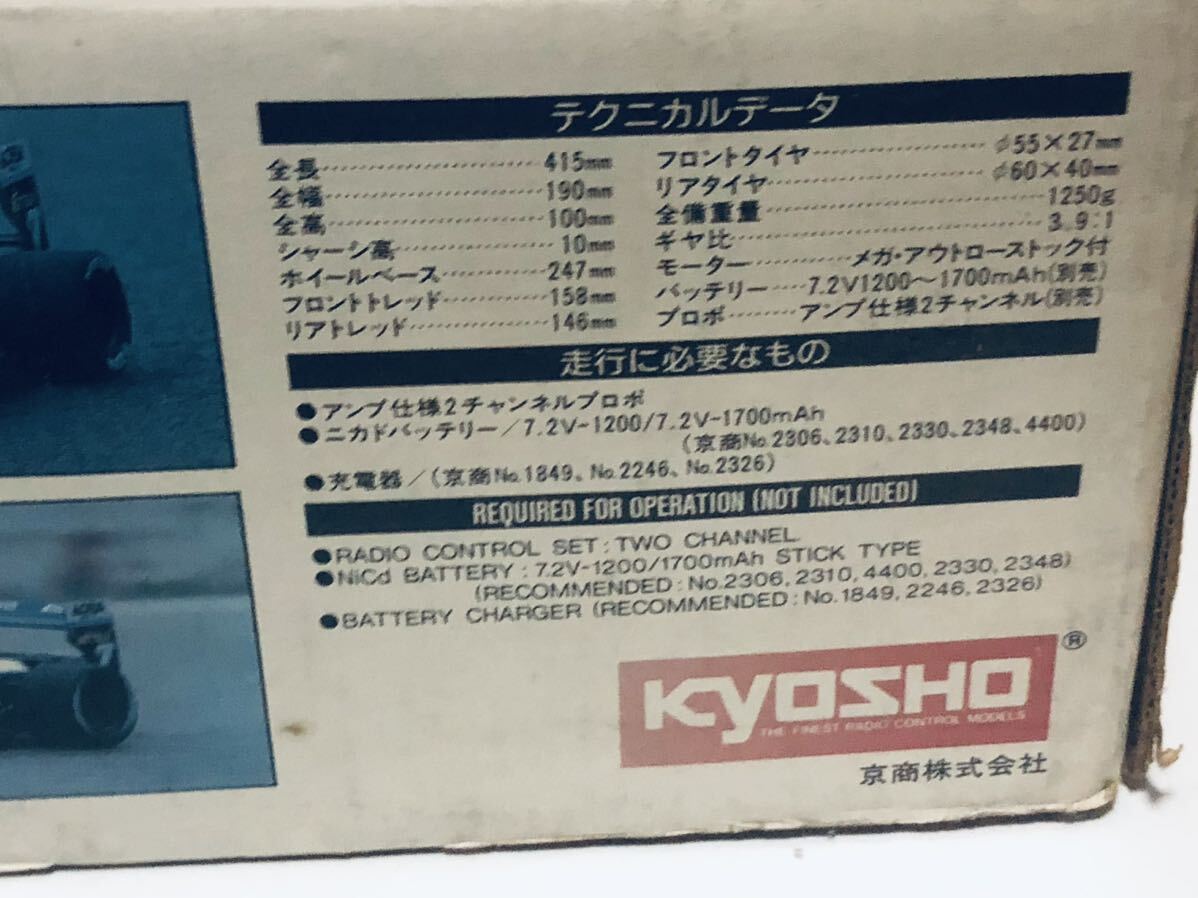 テクニカルデータ
全長 415mm
全幅 190mm
全高 100mm
シャーシ高 10mm
ホイールベース 247mm
フロントトレッド 158mm
リアトレッド 146mm
フロントタイヤ φ55×27mm
リアタイヤ φ60×40mm
全備重量 1250g
ギヤ比 3.9:1
モーター メガ・アウトローストック付
バッテリー 7.2V1200～1700mAh(別売)
プロポ アンプ仕様2チャンネル(別売)
走行に必要なもの
●アンプ仕様2チャンネルプロポ
●ニカドバッテリー/7.2V-1200/7.2V-1700mAh
(京商No.2306、2310、2330、2348、4400)
●充電器/(京商No.1849、No.2246、No.2326)
REQUIRED FOR OPERATION (NOT INCLUDED)
●RADIO CONTROL SET : TWO CHANNEL
●NiCd BATTERY : 7.2V-1200/1700mAh STICK TYPE
(RECOMMENDED : No.2306, 2310, 4400, 2330, 2348)
●BATTERY CHARGER (RECOMMENDED : No.1849, 2246, 2326)
KYOSHO ®
THE FINEST RADIO CONTROL MODELS
京商株式会社